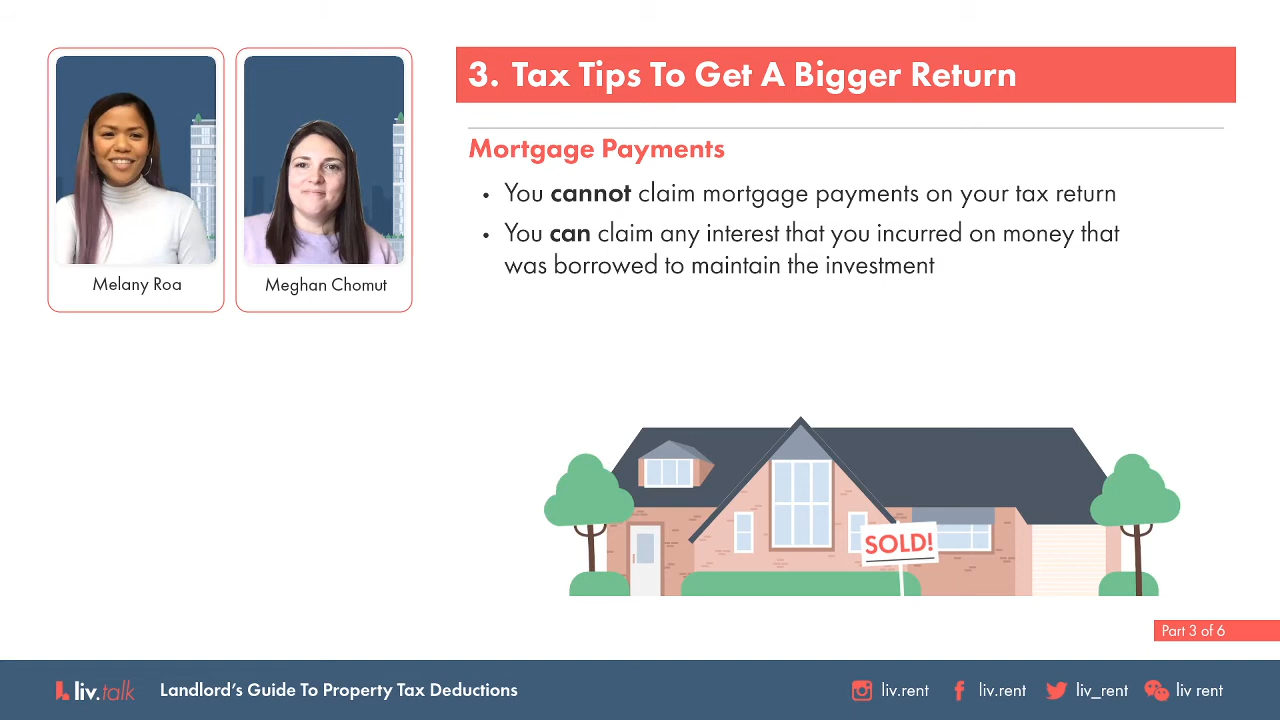 Melany Roa
Meghan Chomut
3. Tax Tips To Get A Bigger Return
Mortgage Payments
• You cannot claim mortgage payments on your tax return
• You can claim any interest that you incurred on money that
was borrowed to maintain the investment
SOLD!
Part 3 of 6
liv.talk
Landlord's Guide To Property Tax Deductions
liv.rent
liv.rent
liv_rent
liv rent